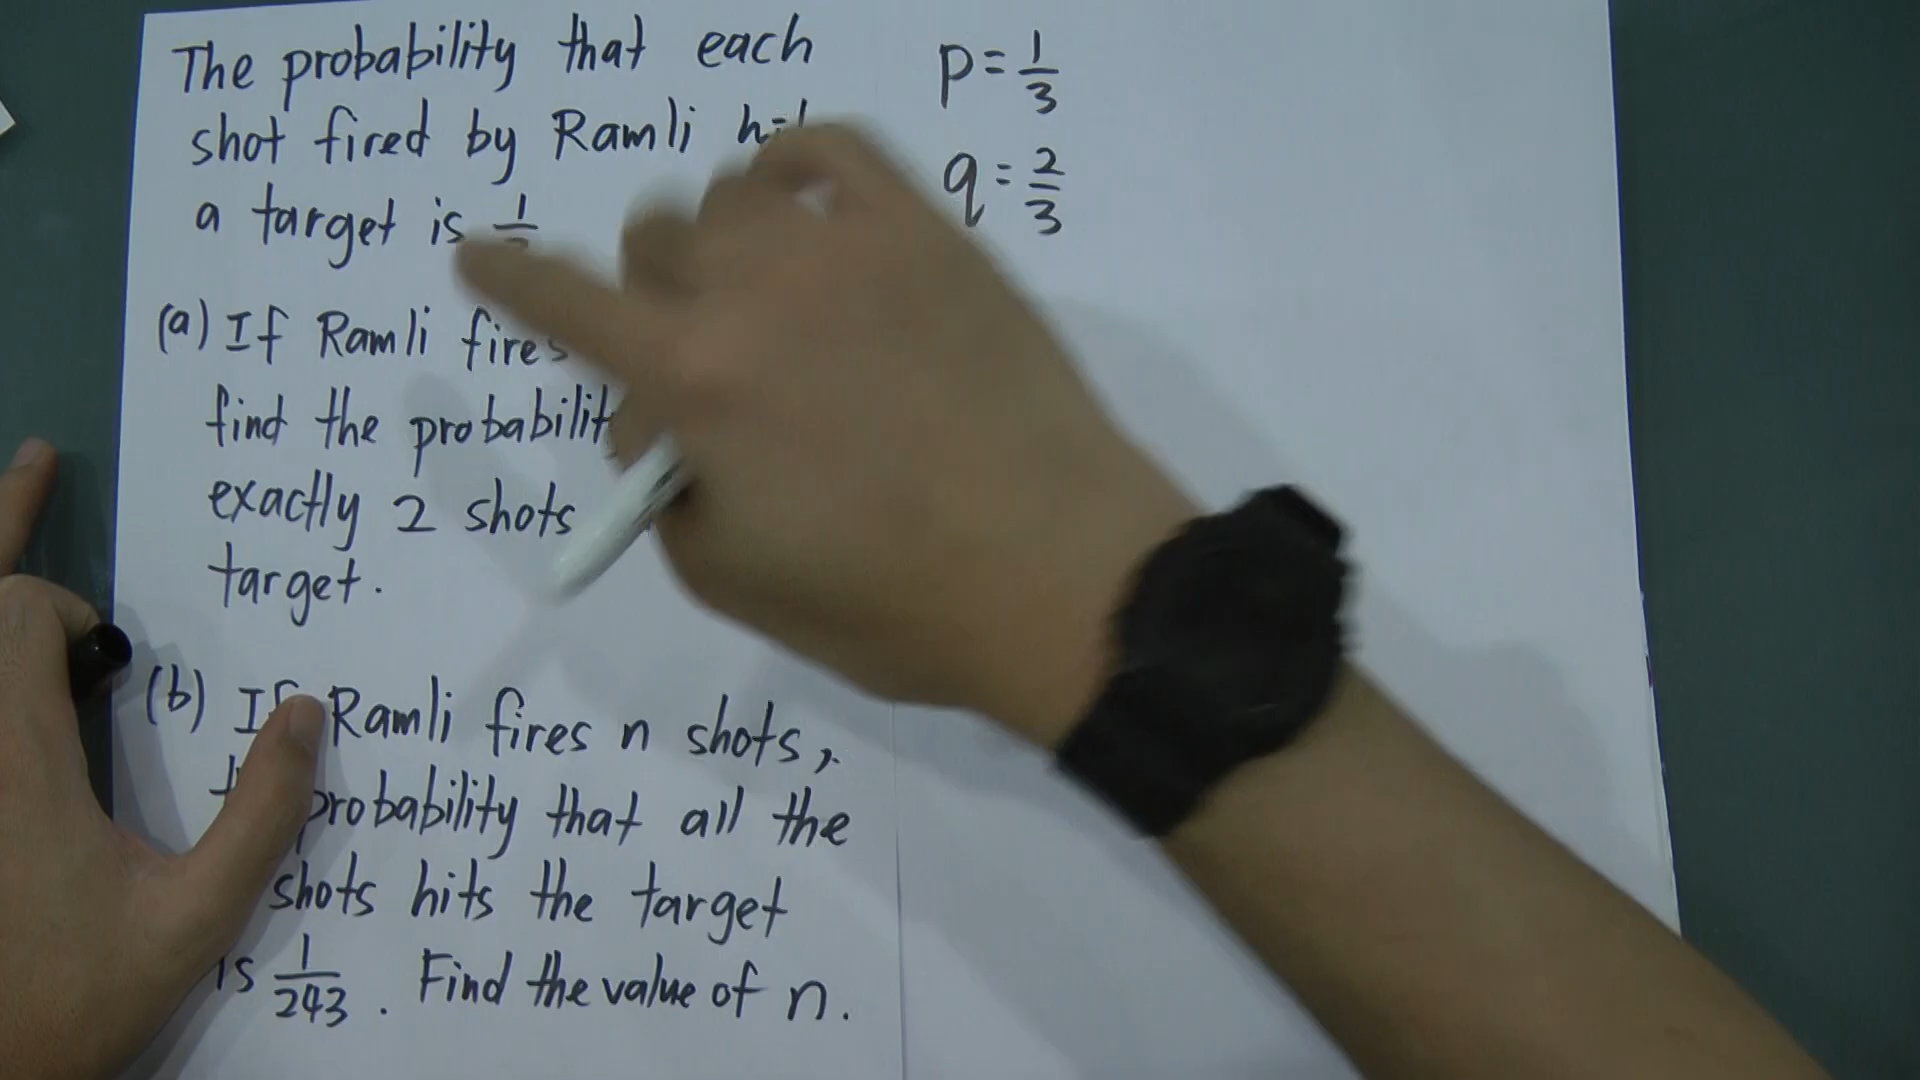 The probability that each
shot fired by Ramli
a target is
(a) If Ramli fires
find the
exactly 2 shots
target.
(b) If Ramli fires n shots,
probability that all the
shots hits the target
is 1/243. Find the value of n.
p = 1/3
q = 2/3